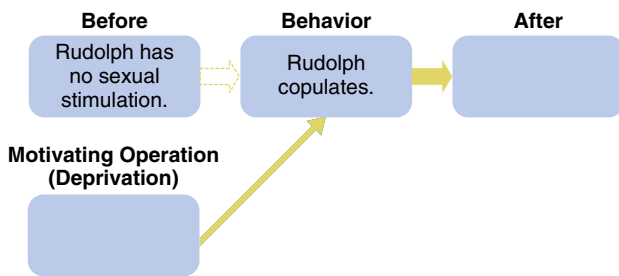 Before
Behavior
After
Rudolph has
no sexual
stimulation.
Rudolph
copulates.
Motivating Operation
(Deprivation)